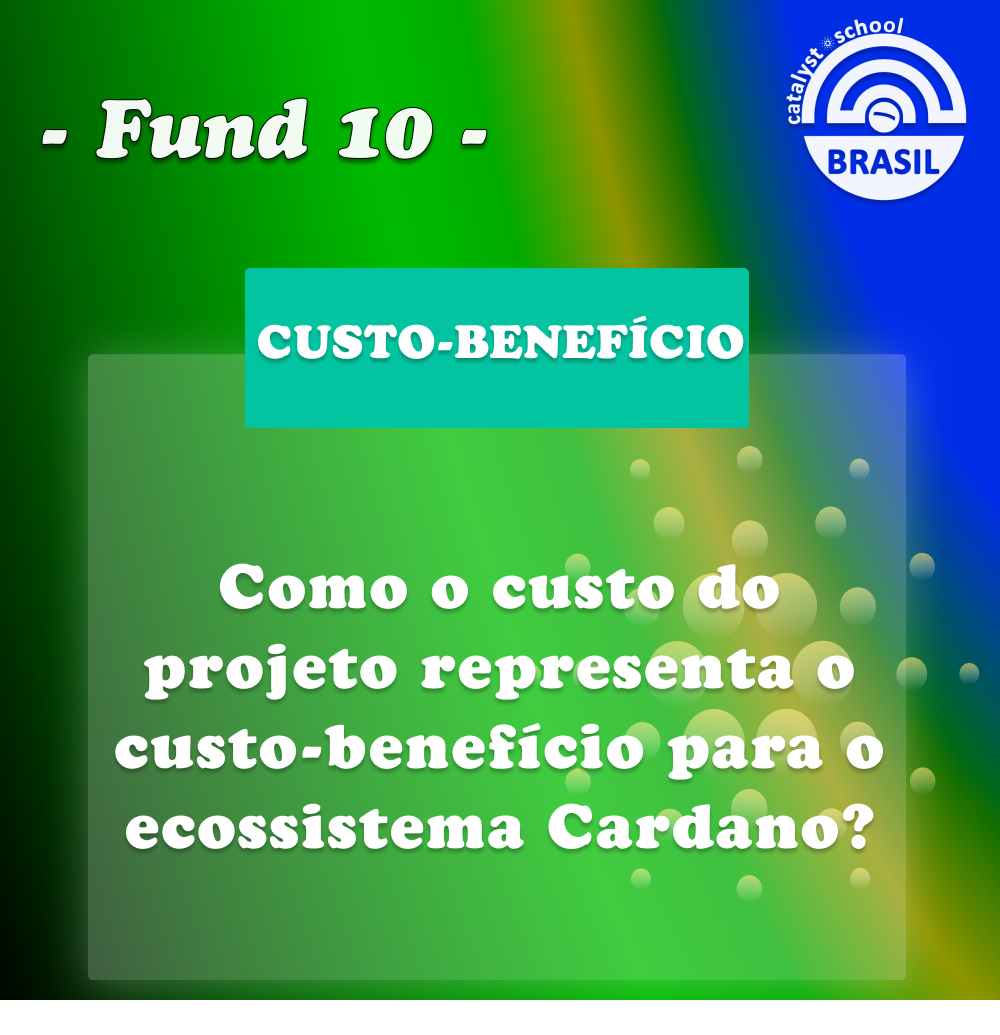 catalyst school
BRASIL
- Fund 10 -
CUSTO-BENEFÍCIO
Como o custo do
projeto representa o
custo-benefício para o
ecossistema Cardano?